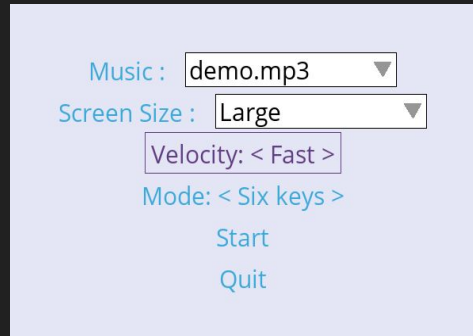 Music : demo.mp3
Screen Size : Large
Velocity: < Fast >
Mode: < Six keys >
Start
Quit